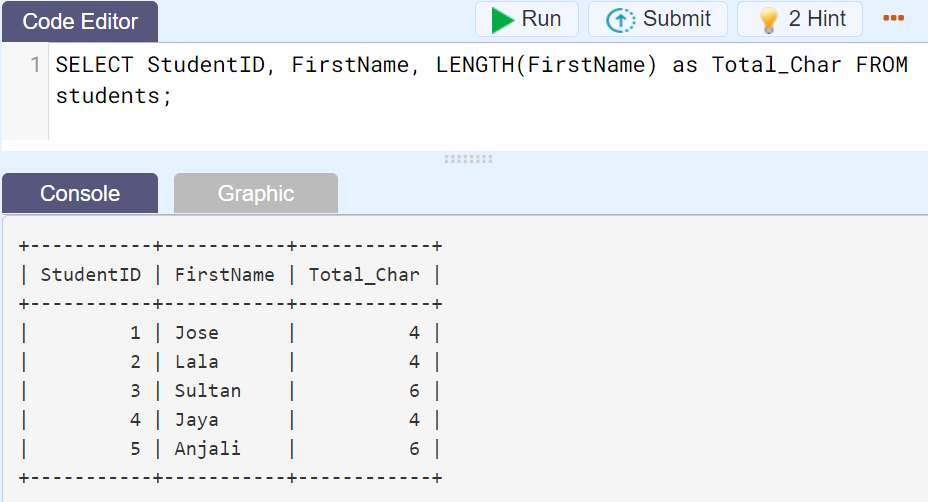 Code Editor Run Submit 2 Hint
1 SELECT StudentID, FirstName, LENGTH(FirstName) as Total_Char FROM
students;
Console Graphic
+-----------+-----------+------------+
| StudentID | FirstName | Total_Char |
+-----------+-----------+------------+
|         1 | Jose      |          4 |
|         2 | Lala      |          4 |
|         3 | Sultan    |          6 |
|         4 | Jaya      |          4 |
|         5 | Anjali    |          6 |
+-----------+-----------+------------+